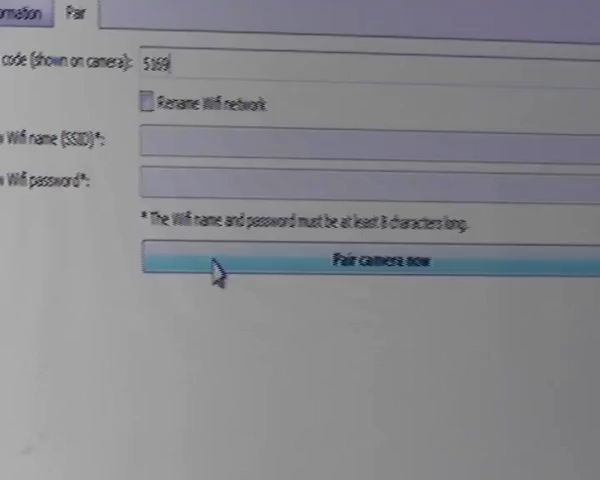 ormation Pair
code (shown on camera): 5169
Rename Wifi network
Wifi name (SSID)*:
Wifi password*:
* The Wifi name and password must be at least 8 characters long.
Pair camera now